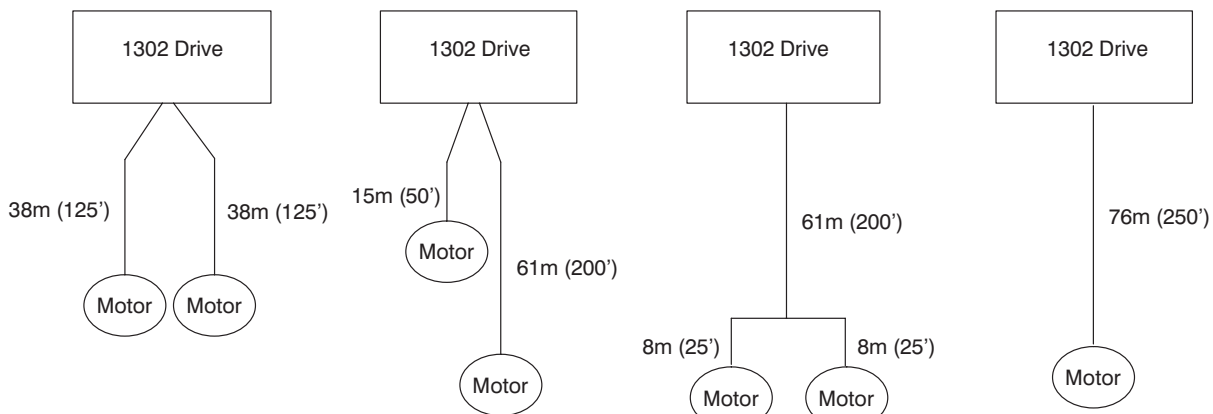 1302 Drive
38m (125’)
38m (125’)
Motor
Motor
1302 Drive
15m (50’)
Motor
61m (200’)
Motor
1302 Drive
61m (200’)
8m (25’)
8m (25’)
Motor
Motor
1302 Drive
76m (250’)
Motor